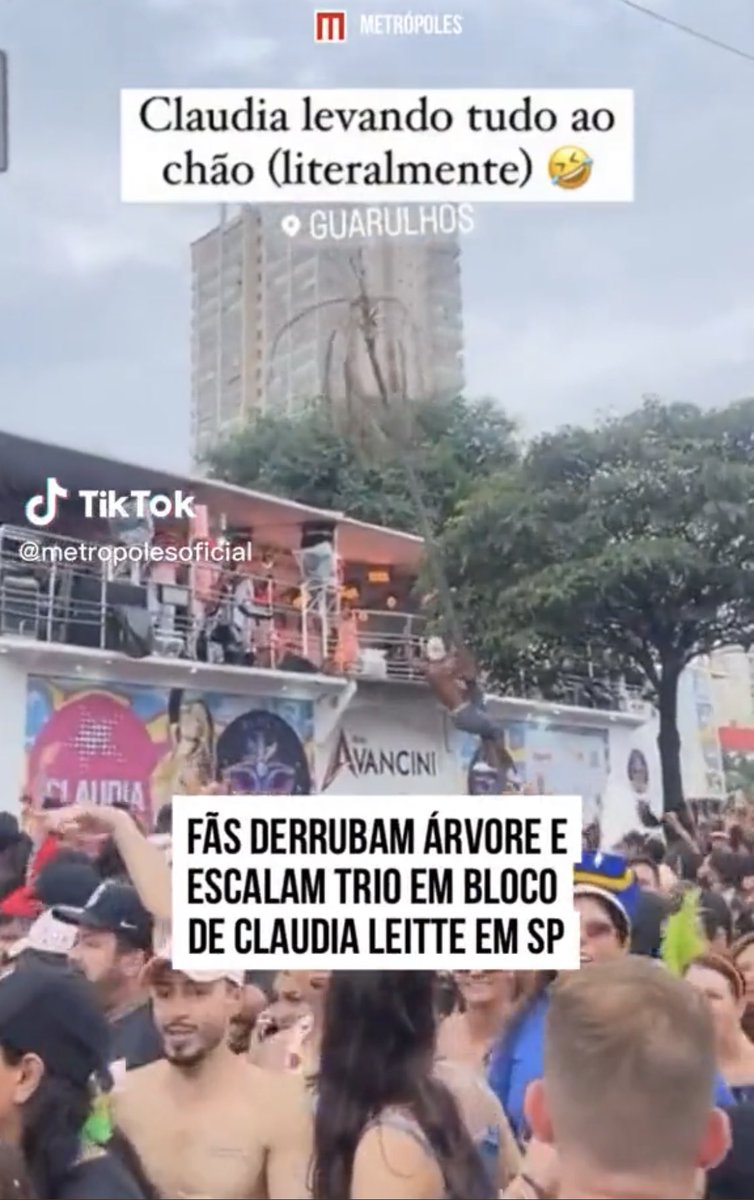 METRÓPOLES
Claudia levando tudo ao
chão (literalmente) 🤣
GUARULHOS
TikTok
@metropolesoficial
CLAUDIA
AVANCINI
FÃS DERRUBAM ÁRVORE E
ESCALAM TRIO EM BLOCO
DE CLAUDIA LEITTE EM SP